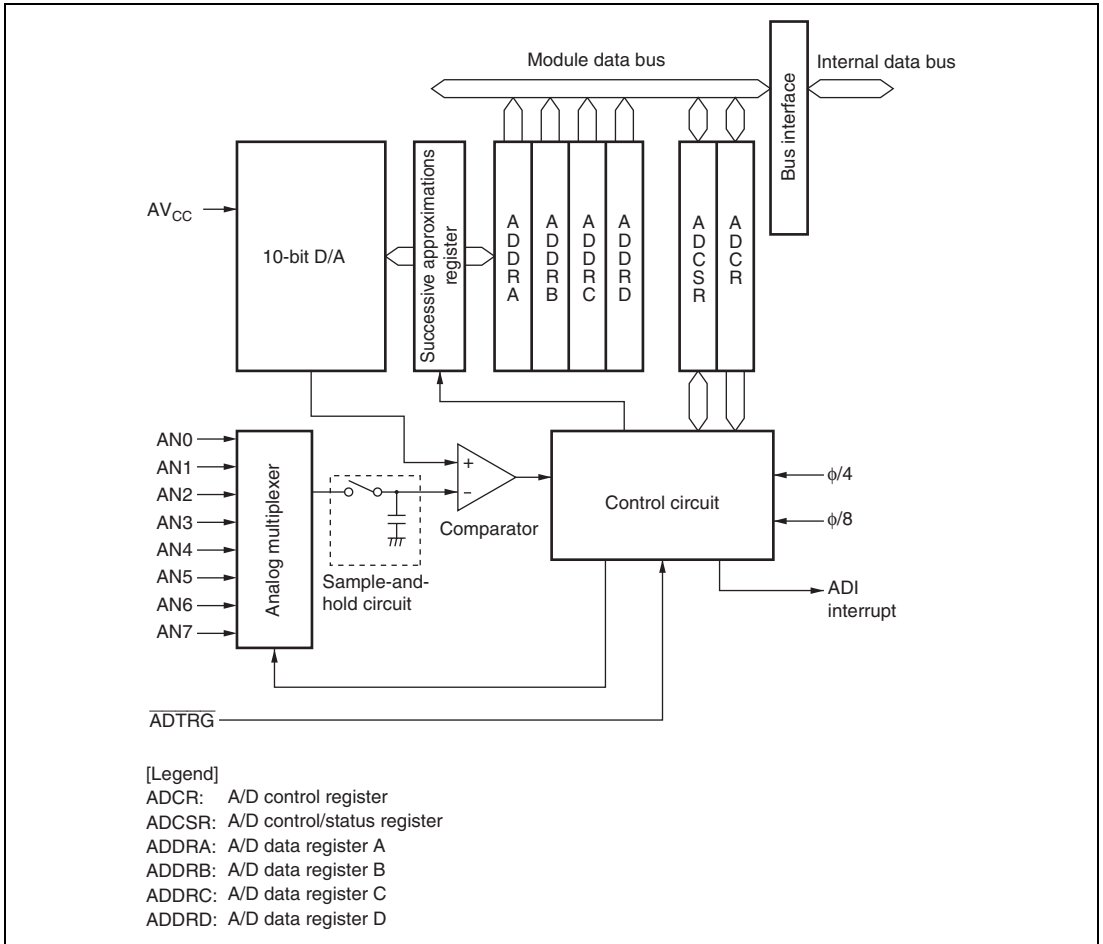 Module data bus
Internal data bus
Bus interface
AVCC
10-bit D/A
Successive approximations
register
ADDRA
ADDRB
ADDRC
ADDRD
ADCSR
ADCR
AN0
AN1
AN2
AN3
AN4
AN5
AN6
AN7
Analog multiplexer
+
−
Comparator
Sample-and-
hold circuit
Control circuit
ϕ/4
ϕ/8
ADI
interrupt
ADTRG
[Legend]
ADCR: A/D control register
ADCSR: A/D control/status register
ADDRA: A/D data register A
ADDRB: A/D data register B
ADDRC: A/D data register C
ADDRD: A/D data register D